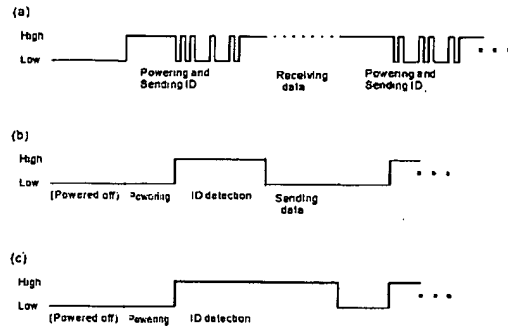 (a)
High
Low
Powering and Sending ID
Receiving data
Powering and Sending ID
(b)
High
Low
(Powered off) Powering ID detection Sending data
(c)
High
Low
(Powered off) Powering ID detection